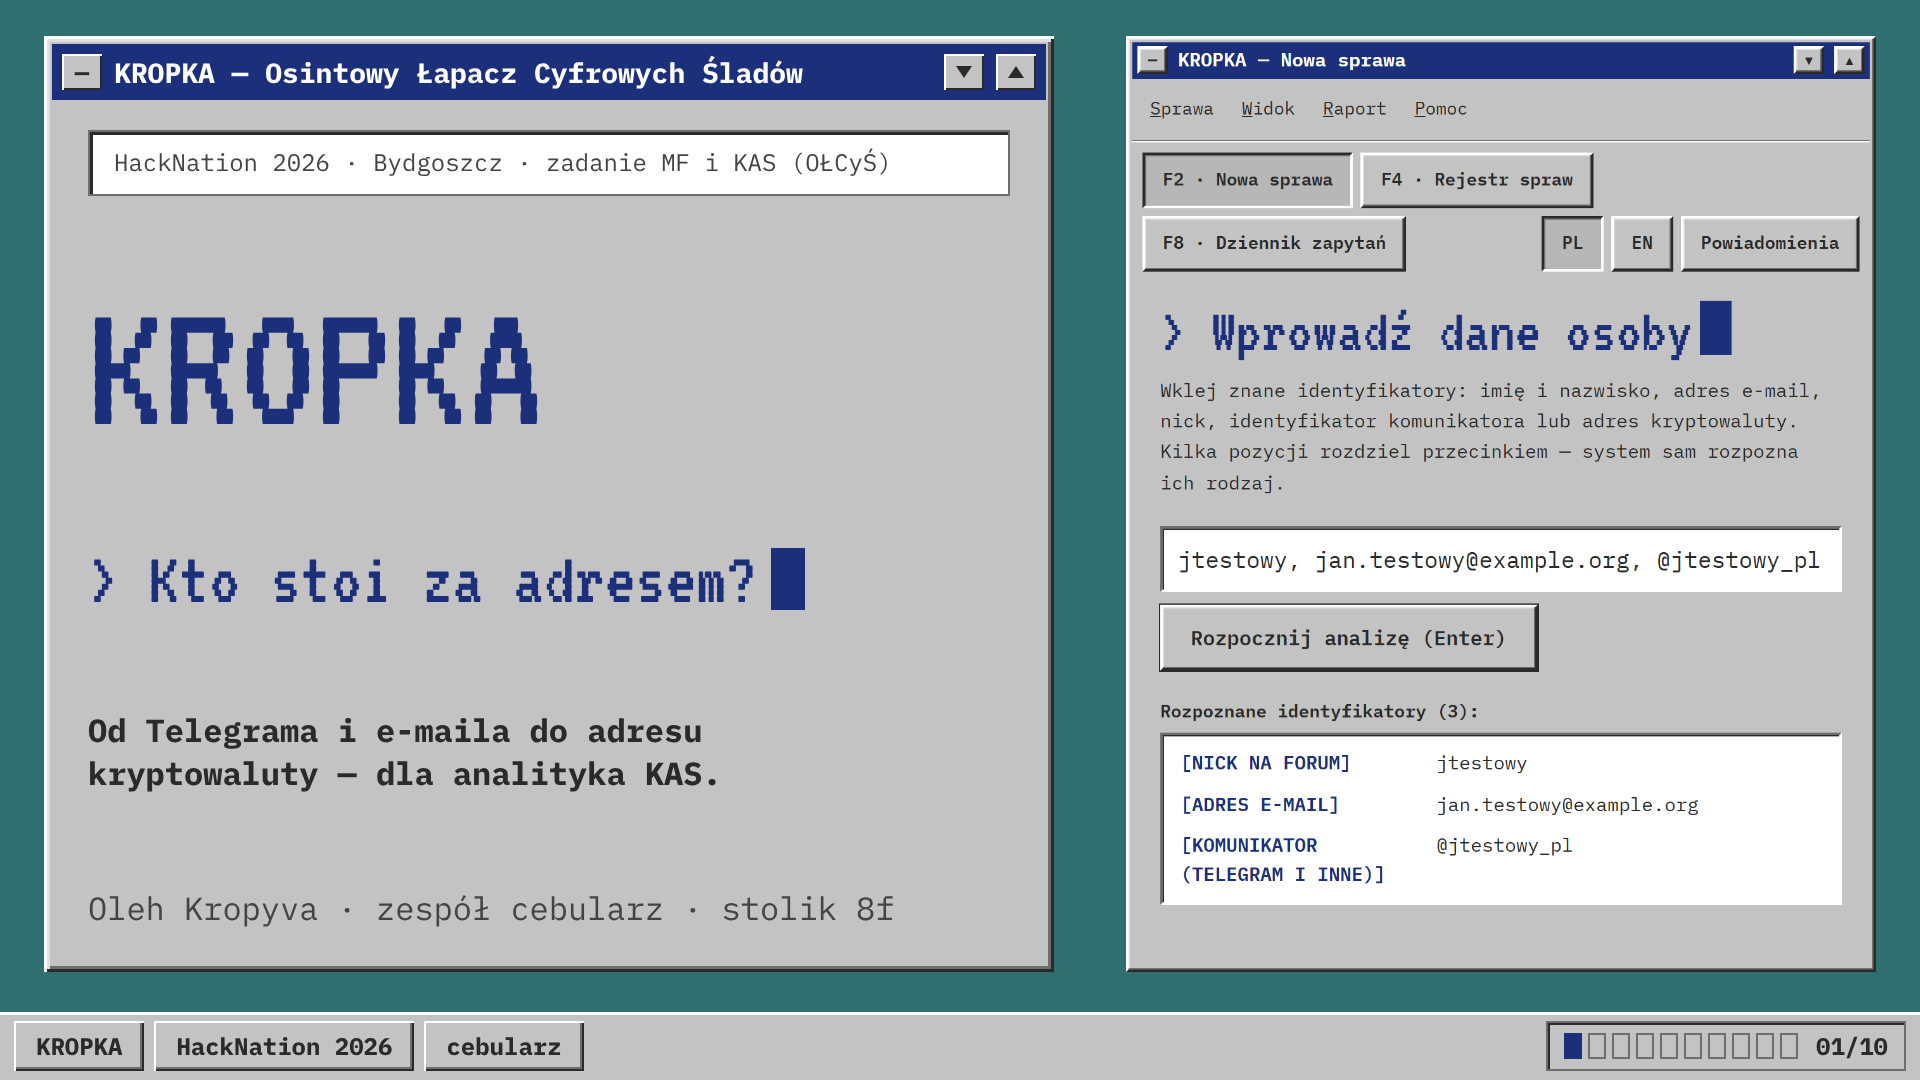 KROPKA — Osintowy Łapacz Cyfrowych Śladów
HackNation 2026 · Bydgoszcz · zadanie MF i KAS (OŁCyŚ)
KROPKA
› Kto stoi za adresem?
Od Telegrama i e-maila do adresu
kryptowaluty — dla analityka KAS.
Oleh Kropyva · zespół cebularz · stolik 8f
KROPKA — Nowa sprawa
Sprawa Widok Raport Pomoc
F2 · Nowa sprawa F4 · Rejestr spraw
F8 · Dziennik zapytań PL EN Powiadomienia
› Wprowadź dane osoby
Wklej znane identyfikatory: imię i nazwisko, adres e-mail,
nick, identyfikator komunikatora lub adres kryptowaluty.
Kilka pozycji rozdziel przecinkiem — system sam rozpozna
ich rodzaj.
jtestowy, jan.testowy@example.org, @jtestowy_pl
Rozpocznij analizę (Enter)
Rozpoznane identyfikatory (3):
[NICK NA FORUM] jtestowy
[ADRES E-MAIL] jan.testowy@example.org
[KOMUNIKATOR @jtestowy_pl
(TELEGRAM I INNE)]
KROPKA HackNation 2026 cebularz 01/10